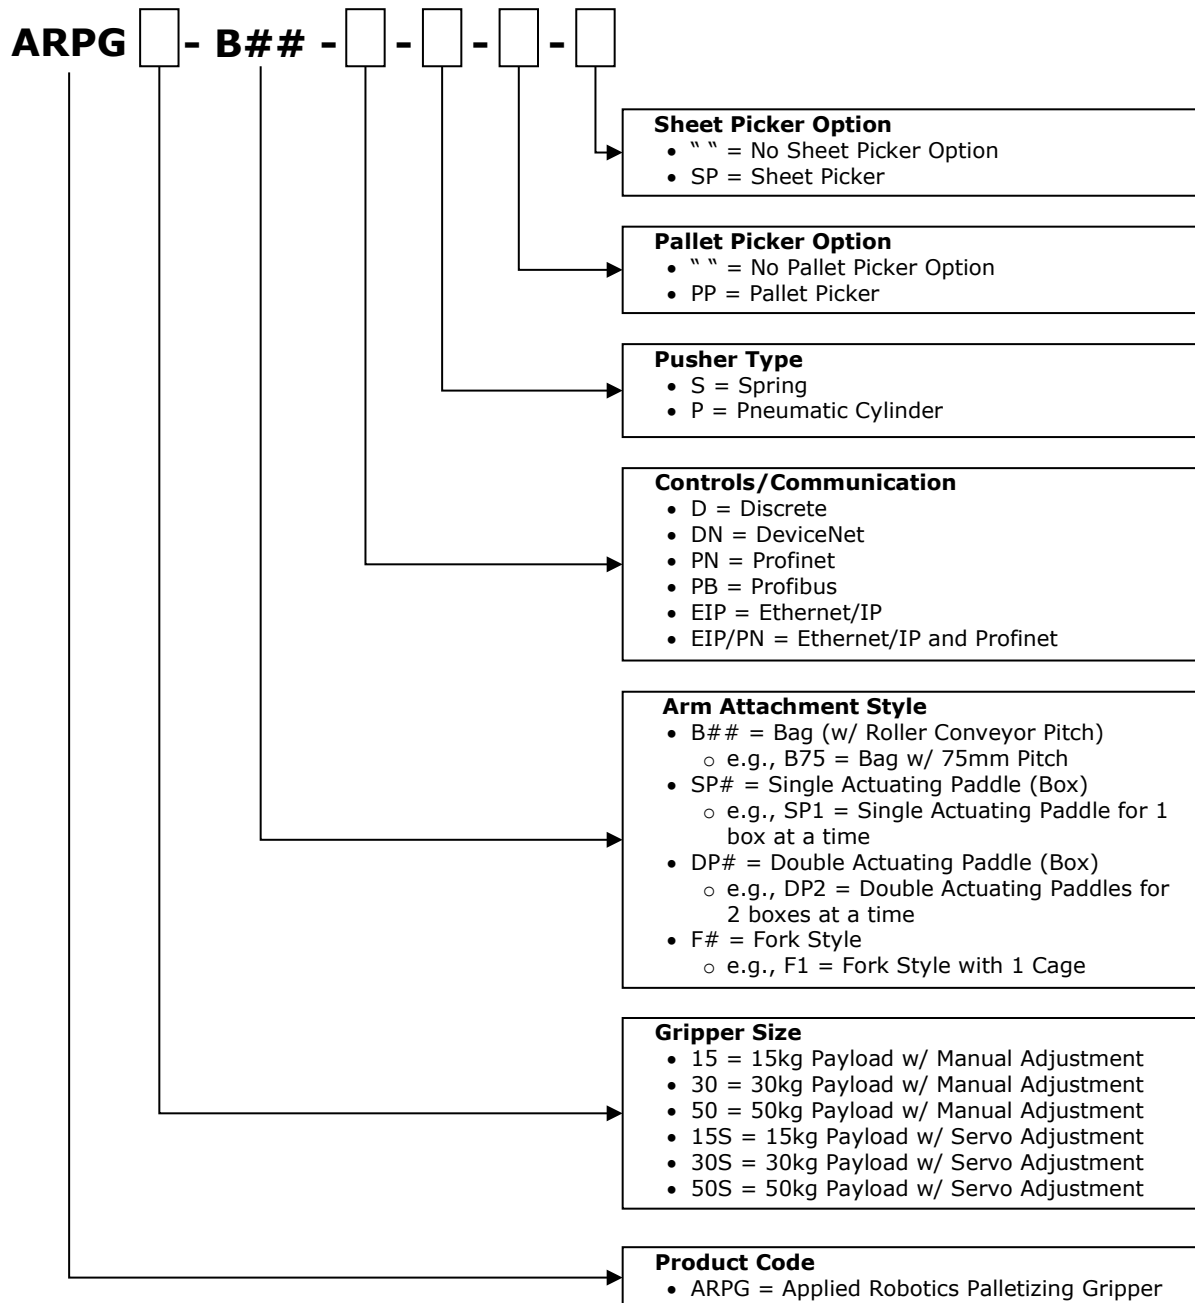 ARPG - B## - - - -
Sheet Picker Option
• “ “ = No Sheet Picker Option
• SP = Sheet Picker
Pallet Picker Option
• “ “ = No Pallet Picker Option
• PP = Pallet Picker
Pusher Type
• S = Spring
• P = Pneumatic Cylinder
Controls/Communication
• D = Discrete
• DN = DeviceNet
• PN = Profinet
• PB = Profibus
• EIP = Ethernet/IP
• EIP/PN = Ethernet/IP and Profinet
Arm Attachment Style
• B## = Bag (w/ Roller Conveyor Pitch)
o e.g., B75 = Bag w/ 75mm Pitch
• SP# = Single Actuating Paddle (Box)
o e.g., SP1 = Single Actuating Paddle for 1
box at a time
• DP# = Double Actuating Paddle (Box)
o e.g., DP2 = Double Actuating Paddles for
2 boxes at a time
• F# = Fork Style
o e.g., F1 = Fork Style with 1 Cage
Gripper Size
• 15 = 15kg Payload w/ Manual Adjustment
• 30 = 30kg Payload w/ Manual Adjustment
• 50 = 50kg Payload w/ Manual Adjustment
• 15S = 15kg Payload w/ Servo Adjustment
• 30S = 30kg Payload w/ Servo Adjustment
• 50S = 50kg Payload w/ Servo Adjustment
Product Code
• ARPG = Applied Robotics Palletizing Gripper